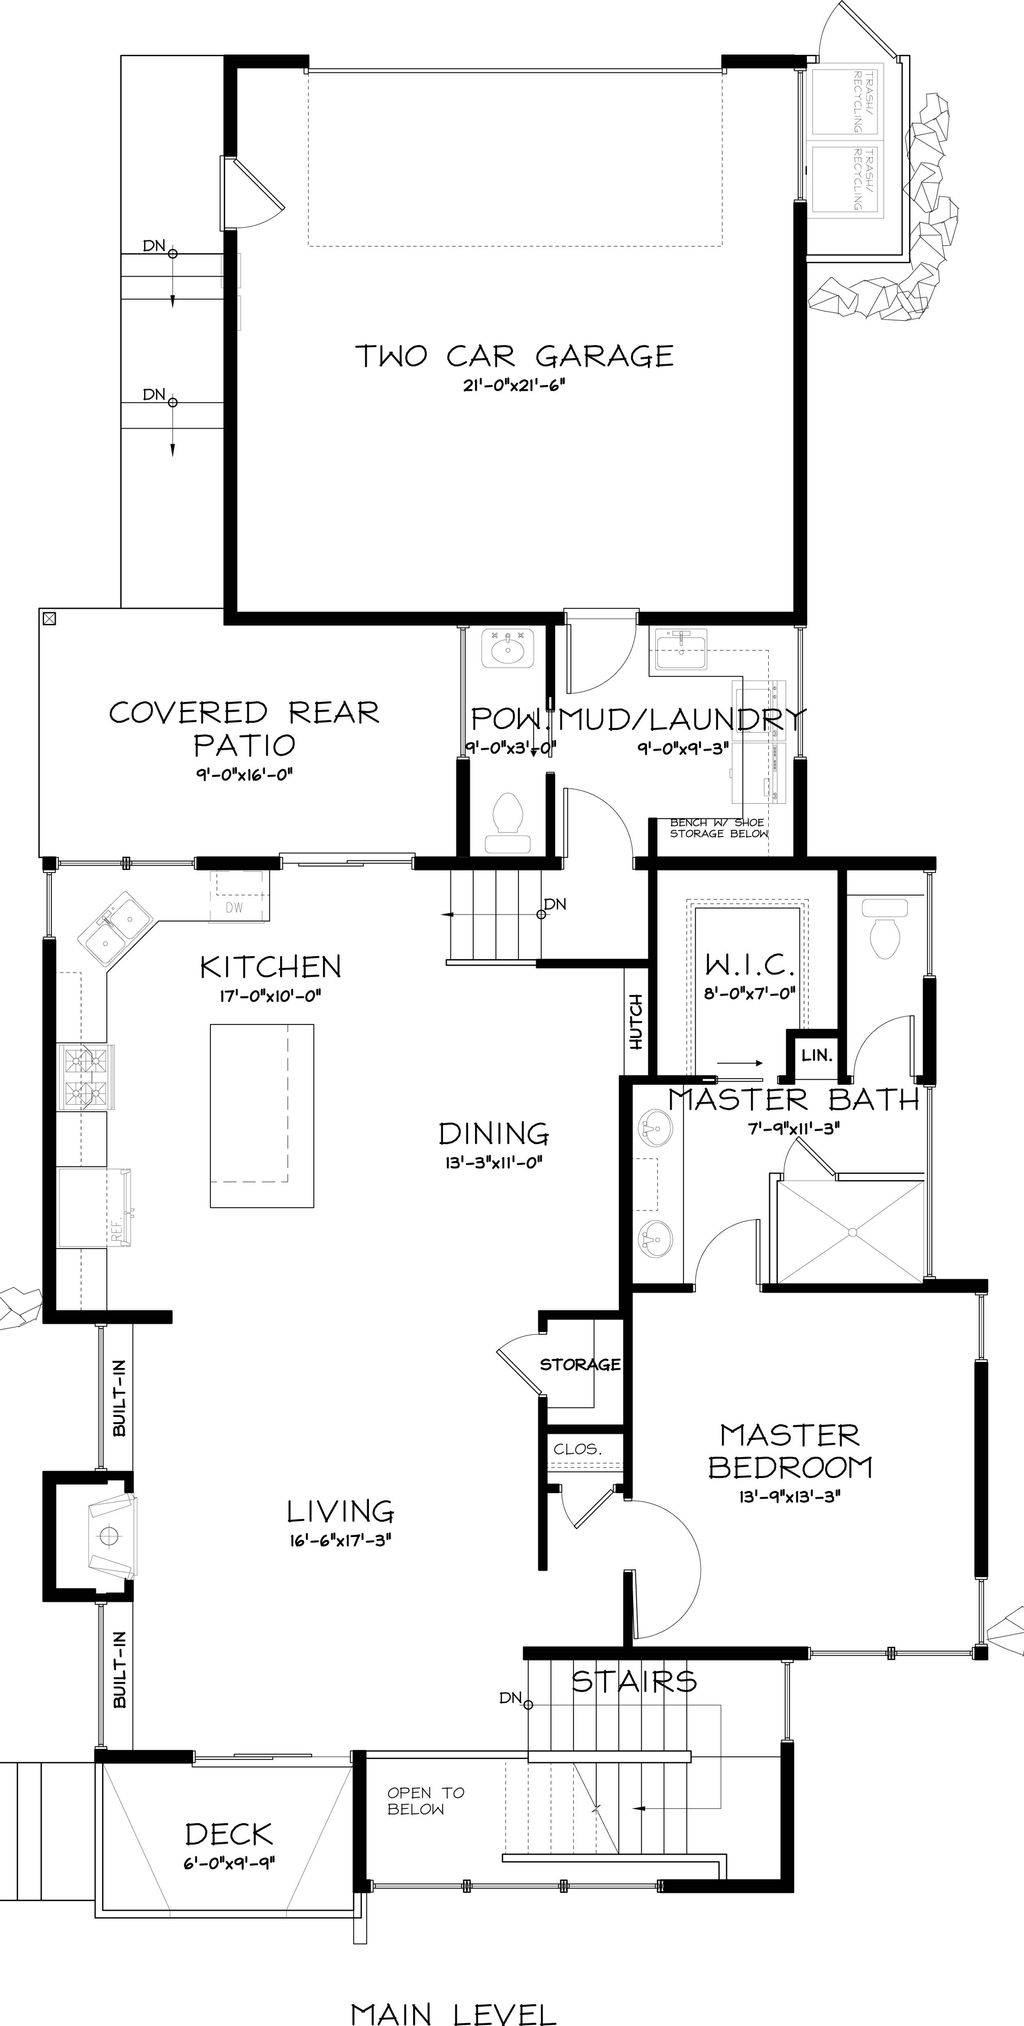 TRASH/
RECYCLING
TRASH/
RECYCLING
DN
TWO CAR GARAGE
21'-0"x21'-6"
DN
COVERED REAR
PATIO
9'-0"x16'-0"
POW.
9'-0"x3'-0"
MUD/LAUNDRY
9'-0"x9'-3"
BENCH W/ SHOE
STORAGE BELOW
DW
DN
KITCHEN
17'-0"x10'-0"
HUTCH
W.I.C.
8'-0"x7'-0"
LIN.
MASTER BATH
7'-9"x11'-3"
DINING
13'-3"x11'-0"
REF.
BUILT-IN
STORAGE
CLOS.
MASTER
BEDROOM
13'-9"x13'-3"
LIVING
16'-6"x17'-3"
BUILT-IN
STAIRS
DN
OPEN TO
BELOW
DECK
6'-0"x9'-9"
MAIN LEVEL